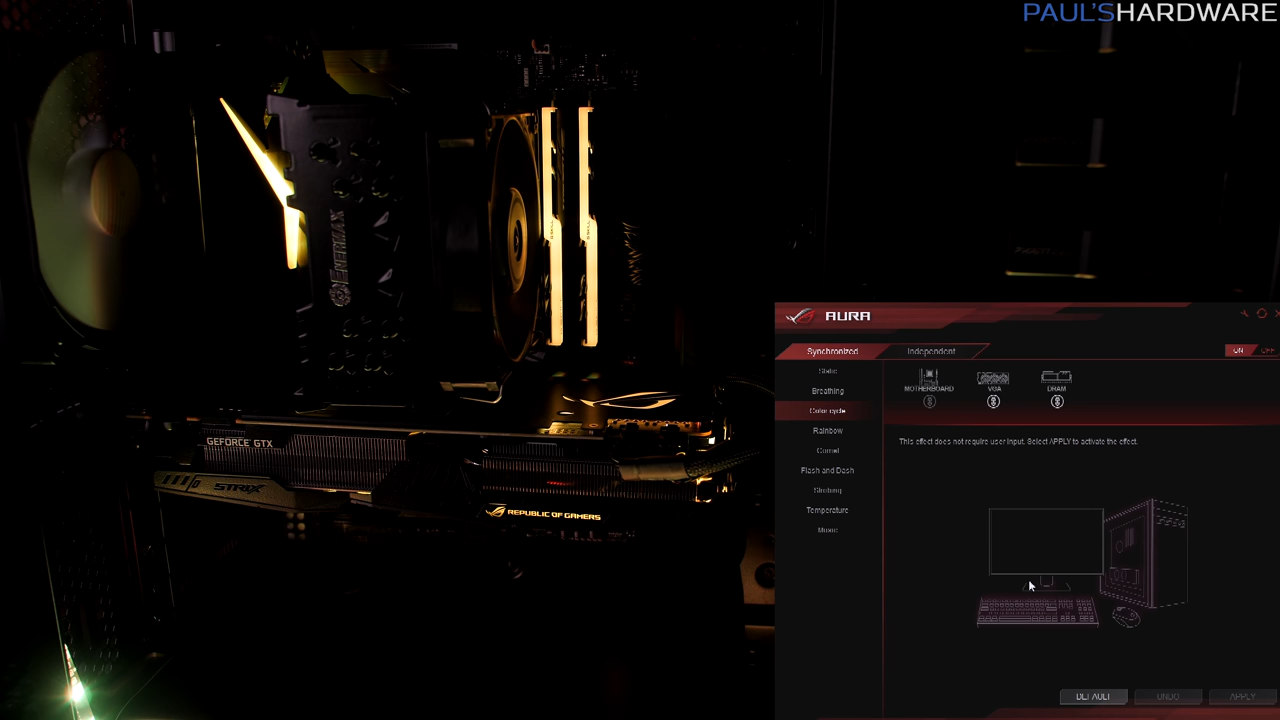 PAUL'SHARDWARE
ENERMAX
GEFORCE GTX
STRIX
REPUBLIC OF GAMERS
AURA
Synchronized
Independent
ON
OFF
Static
Breathing
Color cycle
Rainbow
Comet
Flash and Dash
Strobing
Temperature
Music
MOTHERBOARD
VGA
DRAM
This effect does not require user input. Select APPLY to activate the effect.
DEFAULT
UNDO
APPLY